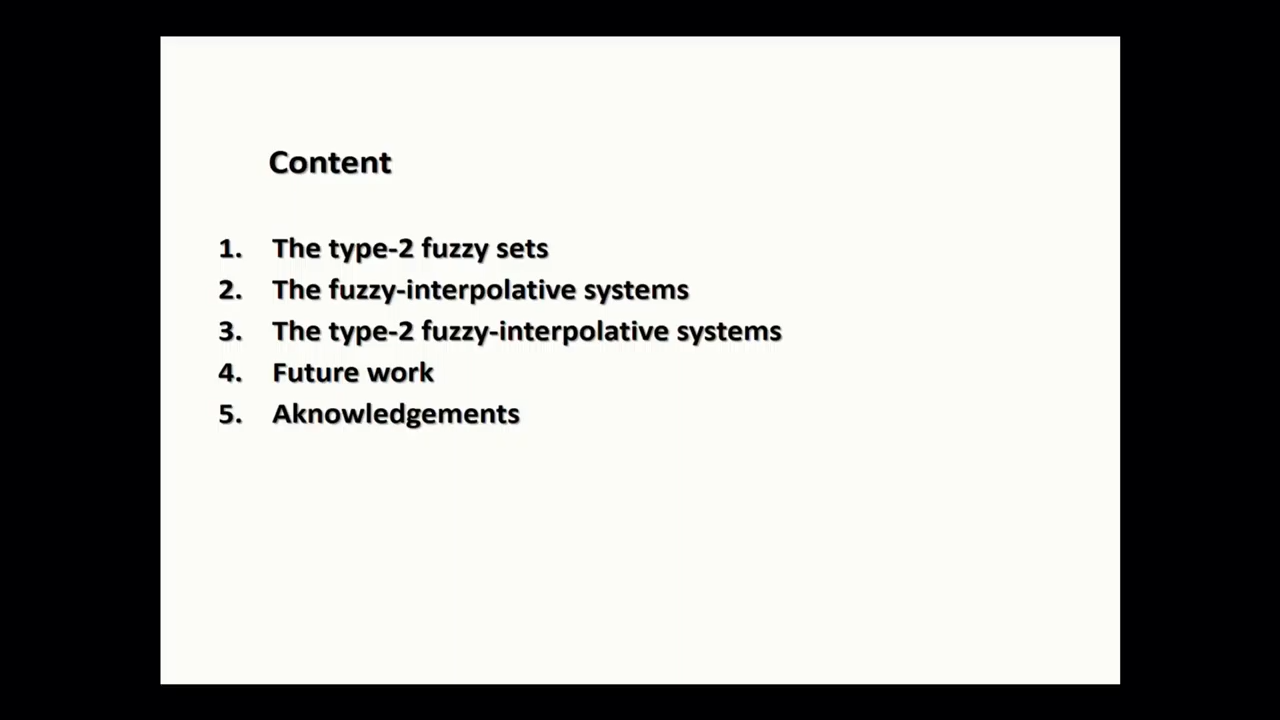 Content
1. The type-2 fuzzy sets
2. The fuzzy-interpolative systems
3. The type-2 fuzzy-interpolative systems
4. Future work
5. Aknowledgements